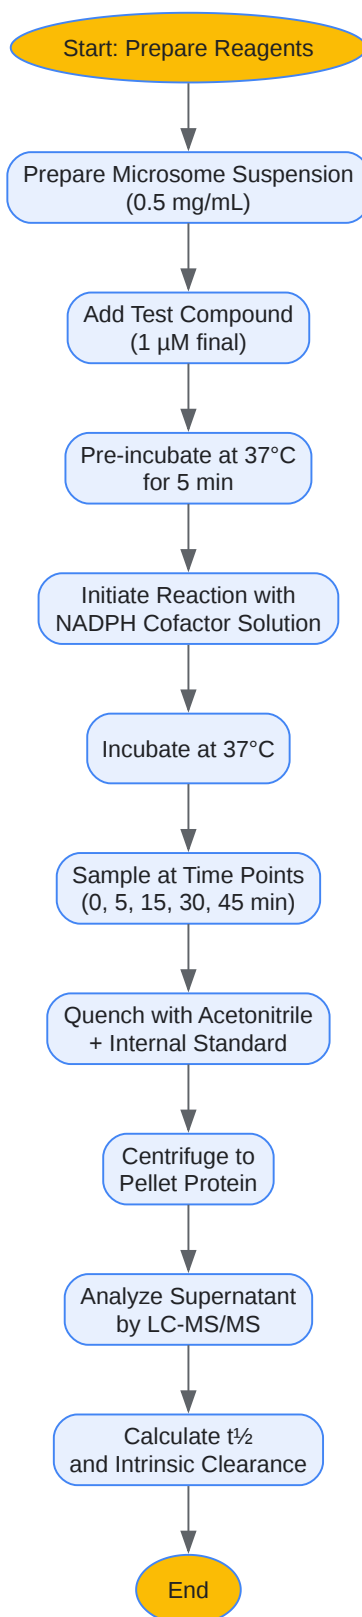 Start: Prepare Reagents
Prepare Microsome Suspension
(0.5 mg/mL)
Add Test Compound
(1 µM final)
Pre-incubate at 37°C
for 5 min
Initiate Reaction with
NADPH Cofactor Solution
Incubate at 37°C
Sample at Time Points
(0, 5, 15, 30, 45 min)
Quench with Acetonitrile
+ Internal Standard
Centrifuge to
Pellet Protein
Analyze Supernatant
by LC-MS/MS
Calculate t½
and Intrinsic Clearance
End